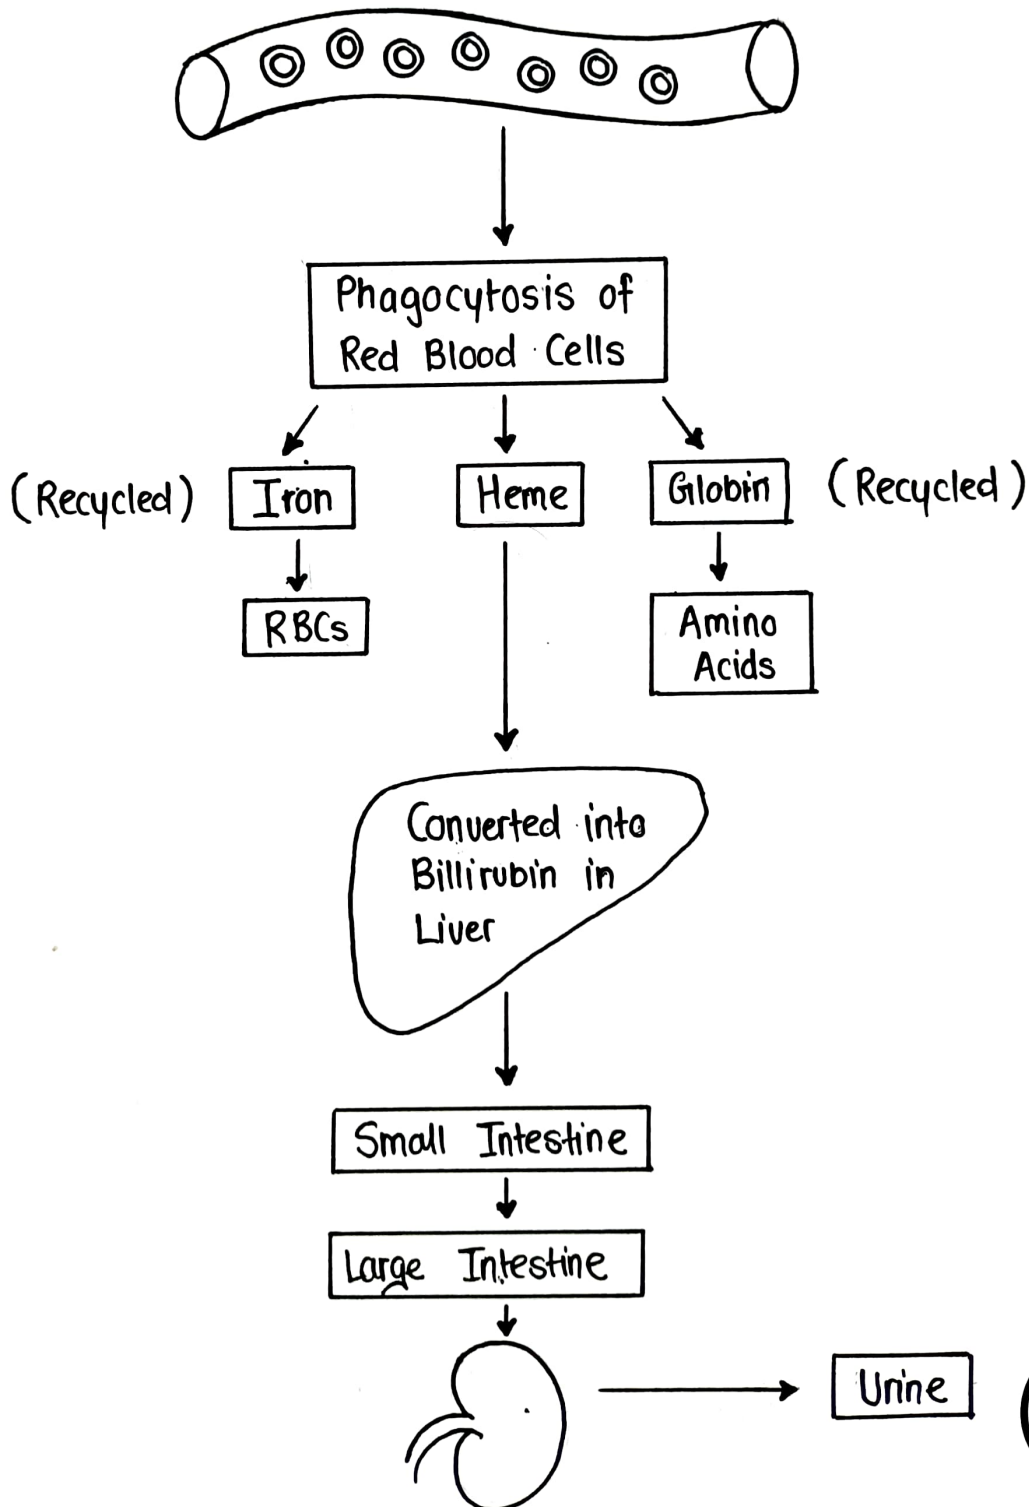 Phagocytosis of
Red Blood Cells
(Recycled) Iron Heme Globin (Recycled)
RBCs
Amino
Acids
Converted into
Billirubin in
Liver
Small Intestine
Large Intestine
Urine